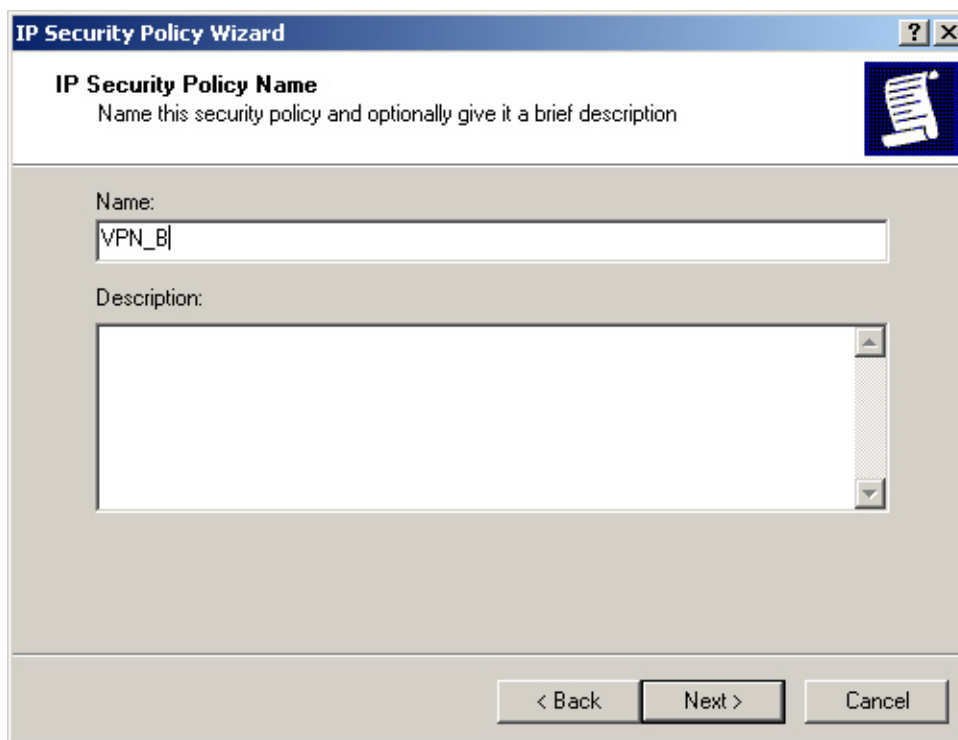 IP Security Policy Wizard
IP Security Policy Name
Name this security policy and optionally give it a brief description
Name:
VPN_B
Description:
< Back Next > Cancel